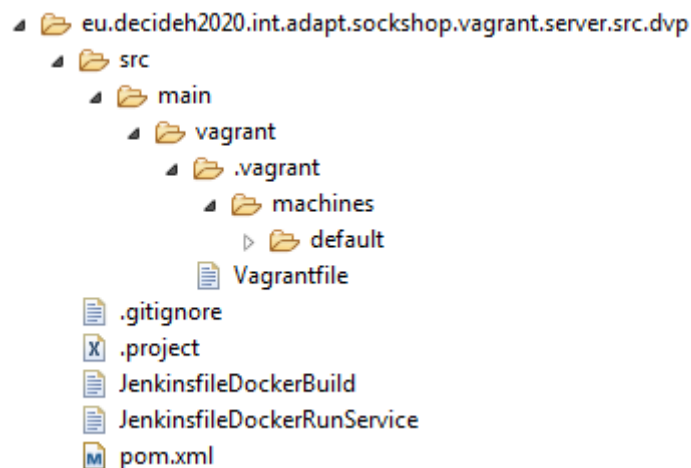 eu.decideh2020.int.adapt.sockshop.vagrant.server.src.dvp
src
main
vagrant
.vagrant
machines
default
Vagrantfile
.gitignore
.project
JenkinsfileDockerBuild
JenkinsfileDockerRunService
pom.xml